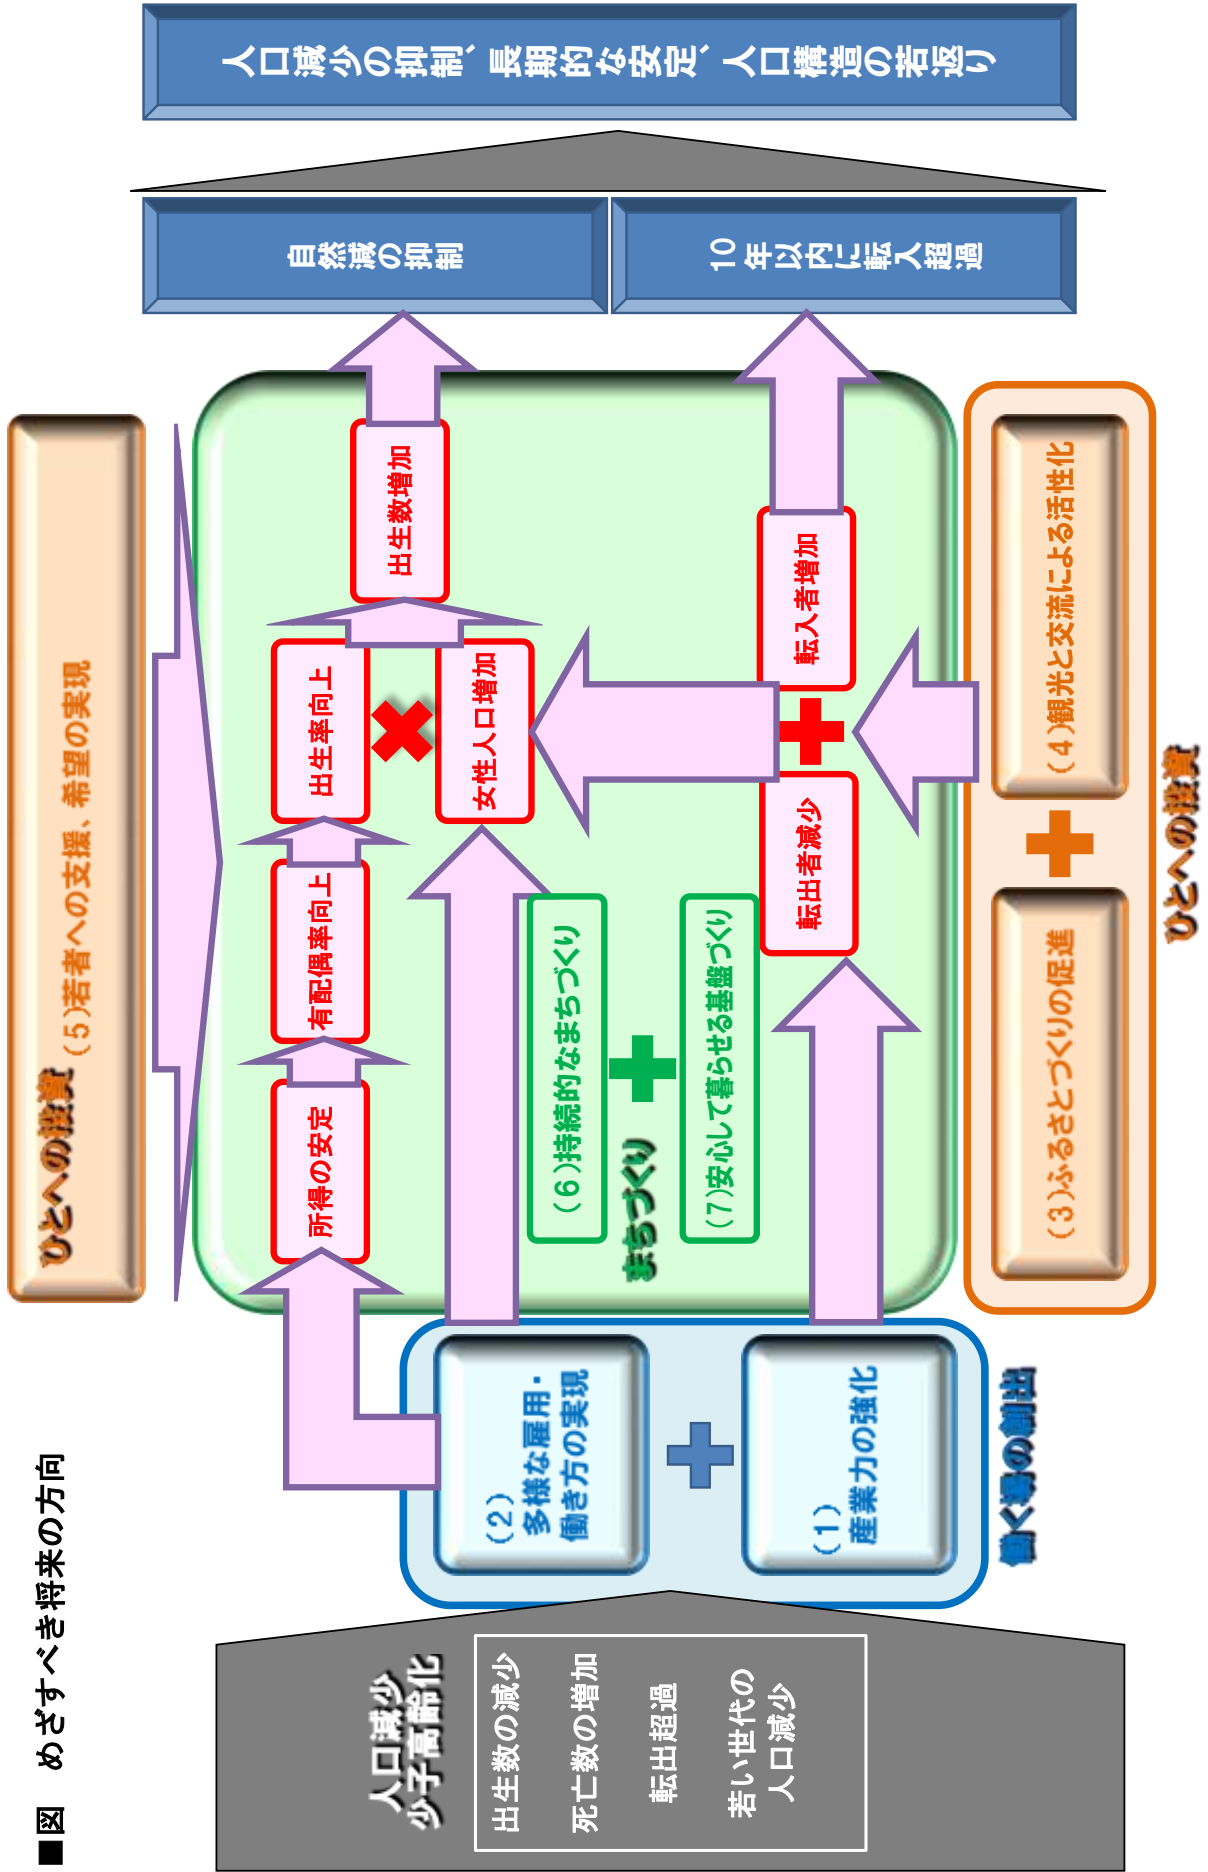 ■図　めざすべき将来の方向
人口減少
少子高齢化
出生数の減少
死亡数の増加
転出超過
若い世代の
人口減少
(2)
多様な雇用・
働き方の実現
(1)
産業力の強化
働く場の創出
ひとへの投資
(5)若者への支援、希望の実現
所得の安定
有配偶率向上
出生率向上
女性人口増加
出生数増加
(6)持続的なまちづくり
まちづくり
(7)安心して暮らせる基盤づくり
転出者減少
転入者増加
(3)ふるさとづくりの促進
(4)観光と交流による活性化
ひとへの投資
自然減の抑制
10年以内に転入超過
人口減少の抑制、長期的な安定、人口構造の若返り